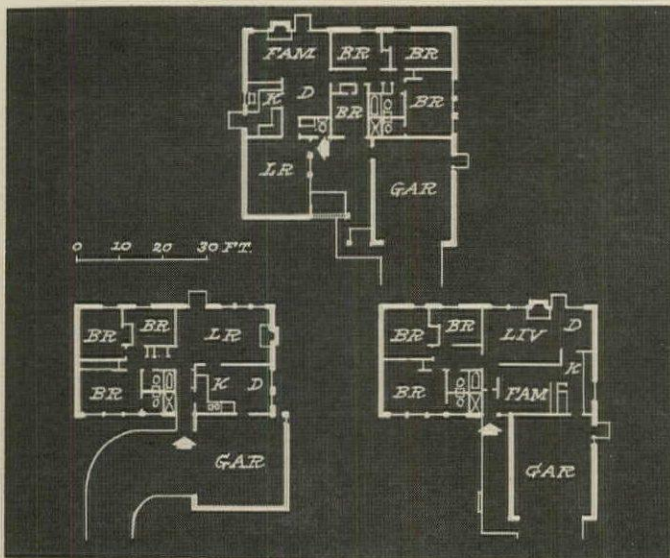 FAM BR BR
K D BR BR
LR GAR
0 10 20 30 FT.
BR BR LR
BR K D
GAR
BR BR LIV D
K
BR FAM
GAR